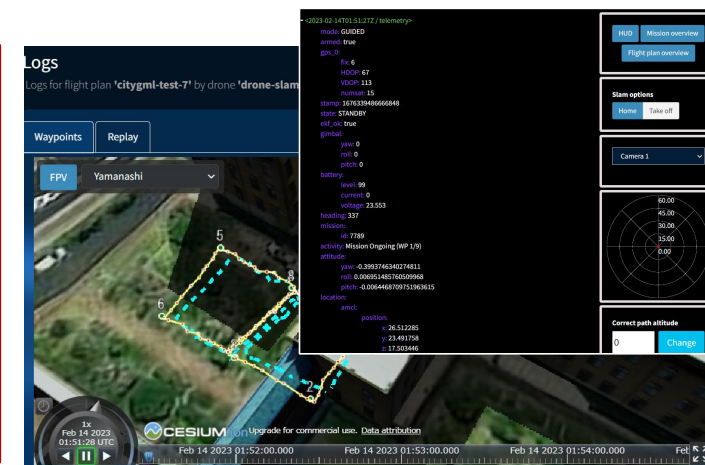 Logs
Logs for flight plan 'citygml-test-7' by drone 'drone-slam
Waypoints
Replay
FPV
Yamanashi
5
6
2
1x
Feb 14 2023
01:51:28 UTC
CESIUM ion Upgrade for commercial use. Data attribution
Feb 14 2023 01:52:00.000
Feb 14 2023 01:53:00.000
Feb 14 2023 01:54:00.000
Feb
<2023-02-14T01:51:27Z / telemetry>
mode: GUIDED
armed: true
gps_0:
fix: 6
HDOP: 67
VDOP: 113
numsat: 15
stamp: 1676339486666848
state: STANDBY
ekf_ok: true
gimbal:
yaw: 0
roll: 0
pitch: 0
battery:
level: 99
current: 0
voltage: 23.553
heading: 337
mission:
id: 7789
activity: Mission Ongoing (WP 1/9)
attitude:
yaw: -0.3993746340274811
roll: 0.006951485760509968
pitch: -0.0064468709751963615
location:
amcl:
position:
x: 26.512285
y: 23.491758
z: 17.503446
HUD
Mission overview
Flight plan overview
Slam options
Home
Take off
Camera 1
60.00
45.00
30.00
15.00
0.00
Correct path altitude
0
Change